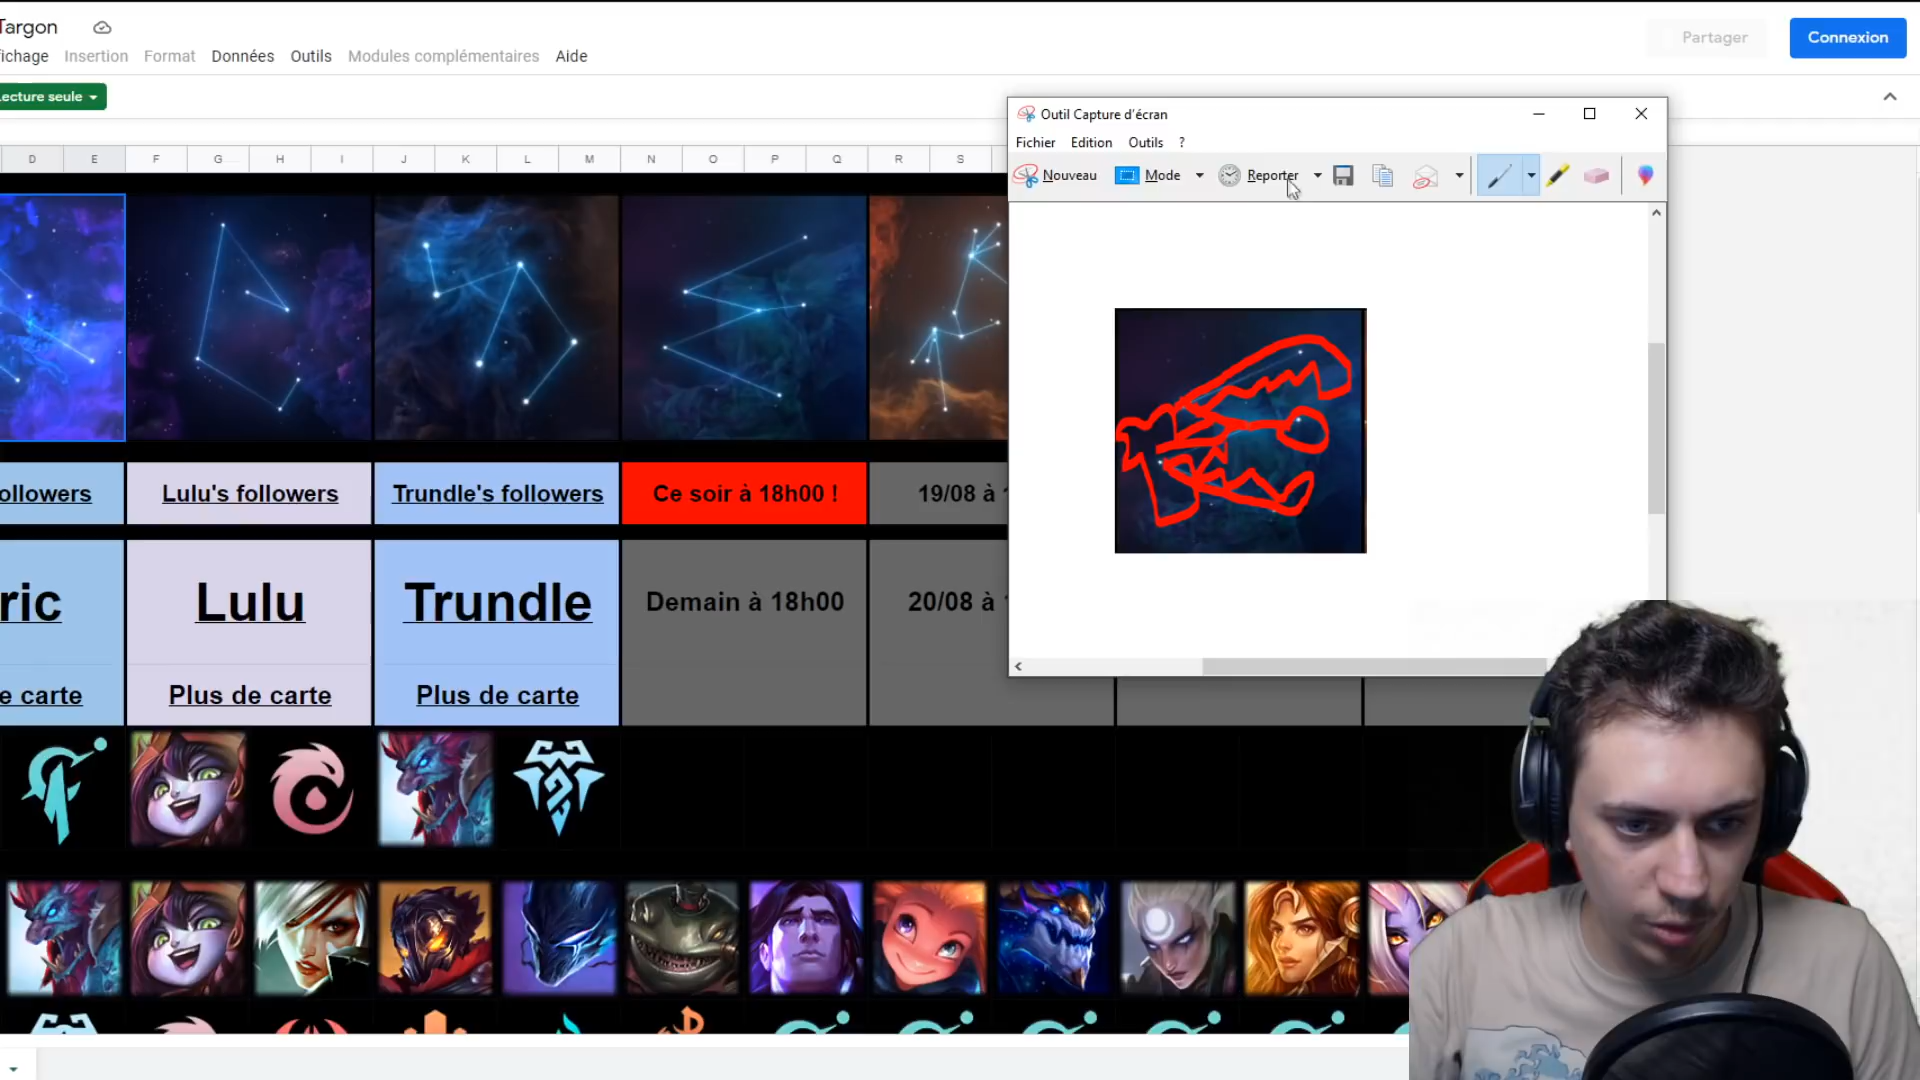 Targon
ichage Insertion Format Données Outils Modules complémentaires Aide
Partager
Connexion
ecture seule
D E F G H I J K L M N O P Q R S
Outil Capture d'écran
Fichier Edition Outils ?
Nouveau Mode Reporter
ollowers
Lulu's followers
Trundle's followers
Ce soir à 18h00 !
19/08 à
ric
Lulu
Trundle
Demain à 18h00
20/08 à
e carte
Plus de carte
Plus de carte